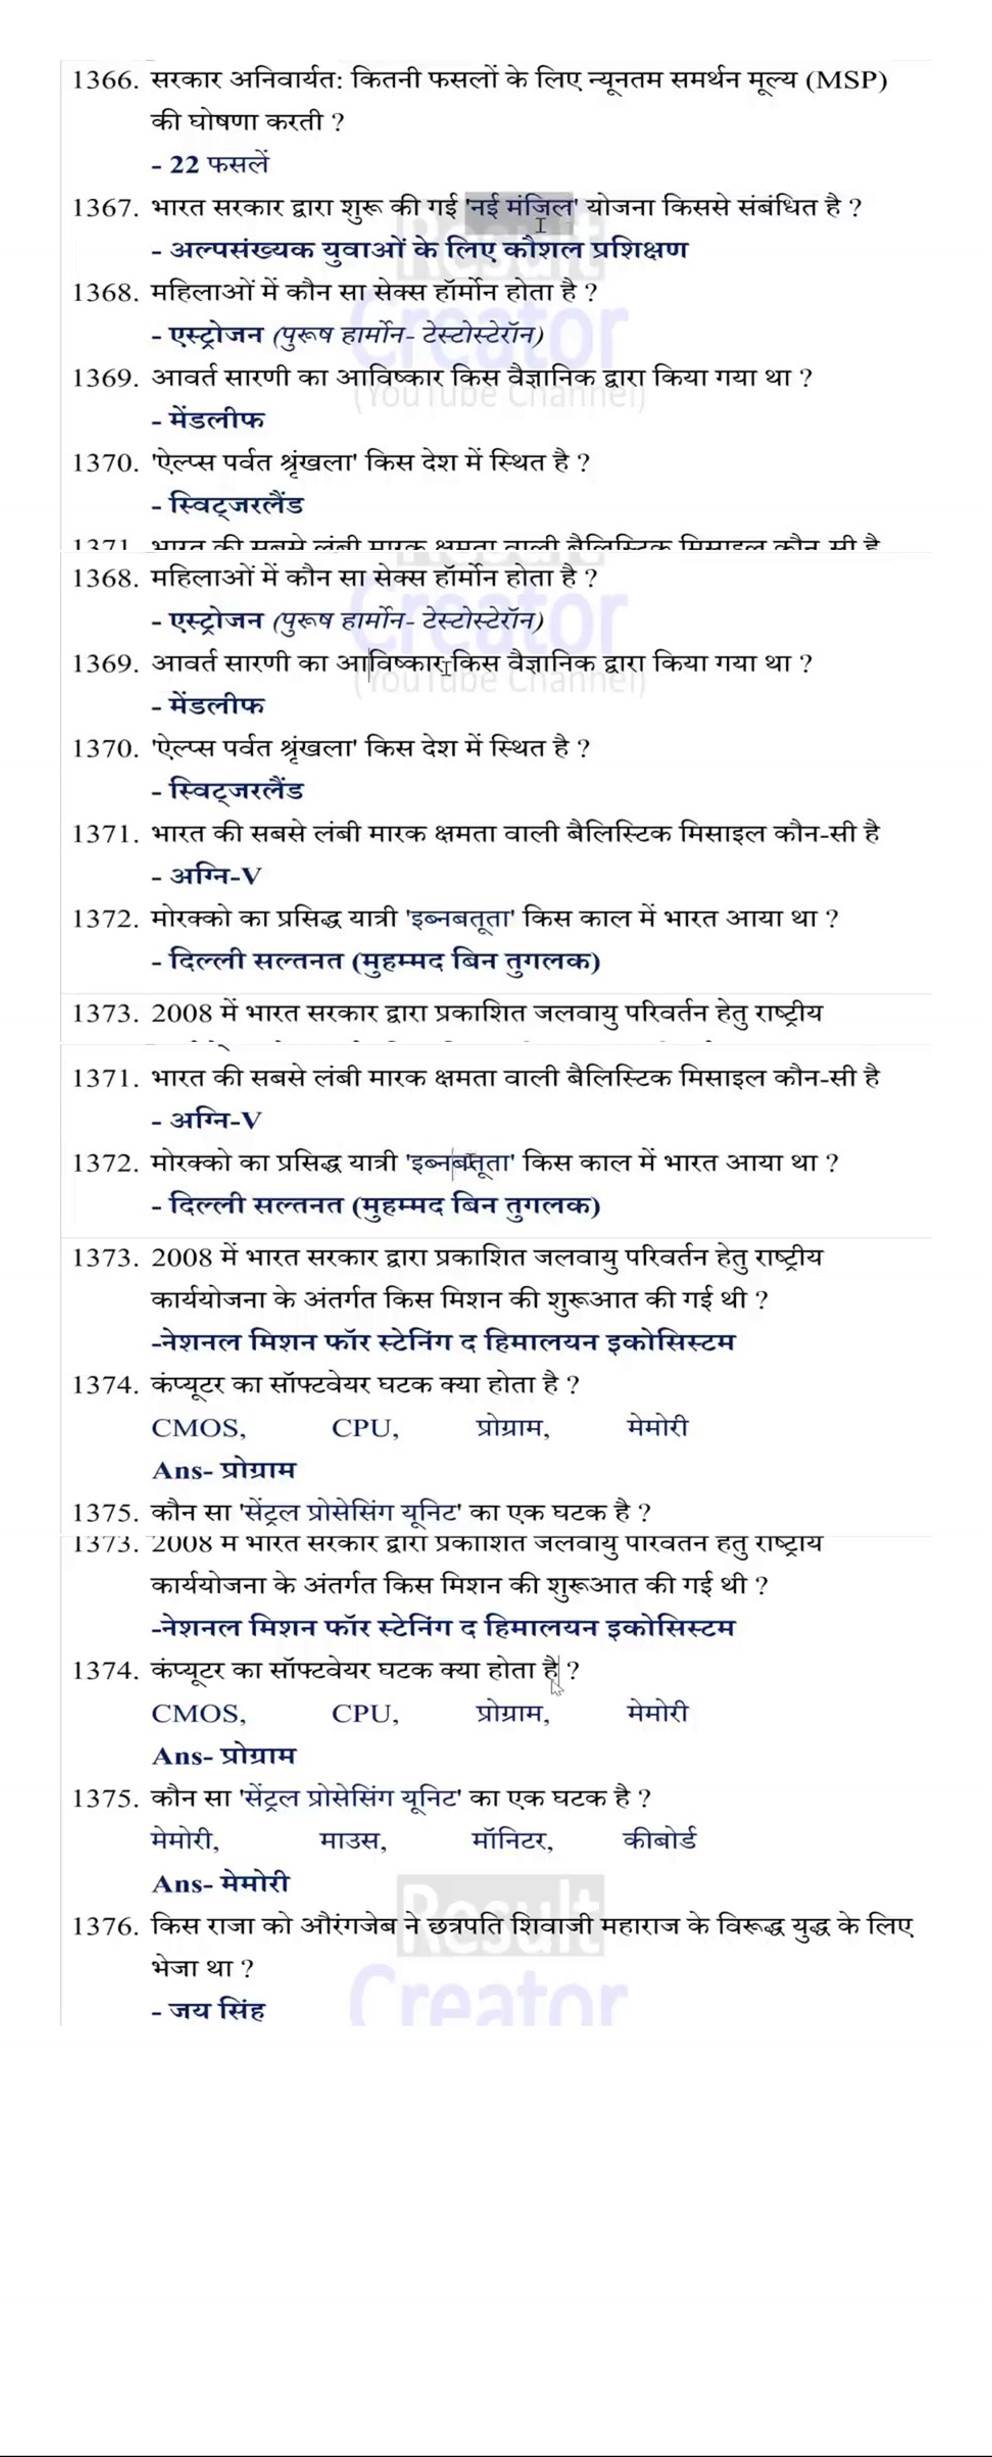 1366. सरकार अनिवार्यत: कितनी फसलों के लिए न्यूनतम समर्थन मूल्य (MSP)
की घोषणा करती ?
- 22 फसलें
1367. भारत सरकार द्वारा शुरू की गई 'नई मंजिल' योजना किससे संबंधित है ?
- अल्पसंख्यक युवाओं के लिए कौशल प्रशिक्षण
1368. महिलाओं में कौन सा सेक्स हॉर्मोन होता है ?
- एस्ट्रोजन (पुरूष हार्मोन- टेस्टोस्टेरॉन)
1369. आवर्त सारणी का आविष्कार किस वैज्ञानिक द्वारा किया गया था ?
(YouTube Channel)
- मेंडलीफ
1370. 'ऐल्प्स पर्वत श्रृंखला' किस देश में स्थित है ?
- स्विट्जरलैंड
1371 भारत की सबसे लंबी मारक क्षमता वाली बैलिस्टिक मिसाइल कौन सी है
1368. महिलाओं में कौन सा सेक्स हॉर्मोन होता है ?
Creator
- एस्ट्रोजन (पुरूष हार्मोन- टेस्टोस्टेरॉन)
1369. आवर्त सारणी का आविष्कार किस वैज्ञानिक द्वारा किया गया था ?
(YouTube Channel)
- मेंडलीफ
1370. 'ऐल्प्स पर्वत श्रृंखला' किस देश में स्थित है ?
- स्विट्जरलैंड
1371. भारत की सबसे लंबी मारक क्षमता वाली बैलिस्टिक मिसाइल कौन-सी है
- अग्नि-V
1372. मोरक्को का प्रसिद्ध यात्री 'इब्नबतूता' किस काल में भारत आया था ?
- दिल्ली सल्तनत (मुहम्मद बिन तुगलक)
1373. 2008 में भारत सरकार द्वारा प्रकाशित जलवायु परिवर्तन हेतु राष्ट्रीय
1371. भारत की सबसे लंबी मारक क्षमता वाली बैलिस्टिक मिसाइल कौन-सी है
- अग्नि-V
1372. मोरक्को का प्रसिद्ध यात्री 'इब्नबतूता' किस काल में भारत आया था ?
- दिल्ली सल्तनत (मुहम्मद बिन तुगलक)
1373. 2008 में भारत सरकार द्वारा प्रकाशित जलवायु परिवर्तन हेतु राष्ट्रीय
कार्ययोजना के अंतर्गत किस मिशन की शुरूआत की गई थी ?
-नेशनल मिशन फॉर स्टेनिंग द हिमालयन इकोसिस्टम
1374. कंप्यूटर का सॉफ्टवेयर घटक क्या होता है ?
CMOS, CPU, प्रोग्राम, मेमोरी
Ans- प्रोग्राम
1375. कौन सा 'सेंट्रल प्रोसेसिंग यूनिट' का एक घटक है ?
1373. 2008 में भारत सरकार द्वारा प्रकाशित जलवायु परिवर्तन हेतु राष्ट्रीय
कार्ययोजना के अंतर्गत किस मिशन की शुरूआत की गई थी ?
-नेशनल मिशन फॉर स्टेनिंग द हिमालयन इकोसिस्टम
1374. कंप्यूटर का सॉफ्टवेयर घटक क्या होता है ?
CMOS, CPU, प्रोग्राम, मेमोरी
Ans- प्रोग्राम
1375. कौन सा 'सेंट्रल प्रोसेसिंग यूनिट' का एक घटक है ?
मेमोरी, माउस, मॉनिटर, कीबोर्ड
Ans- मेमोरी
Result
1376. किस राजा को औरंगजेब ने छत्रपति शिवाजी महाराज के विरूद्ध युद्ध के लिए
भेजा था ?
- जय सिंह
Creator